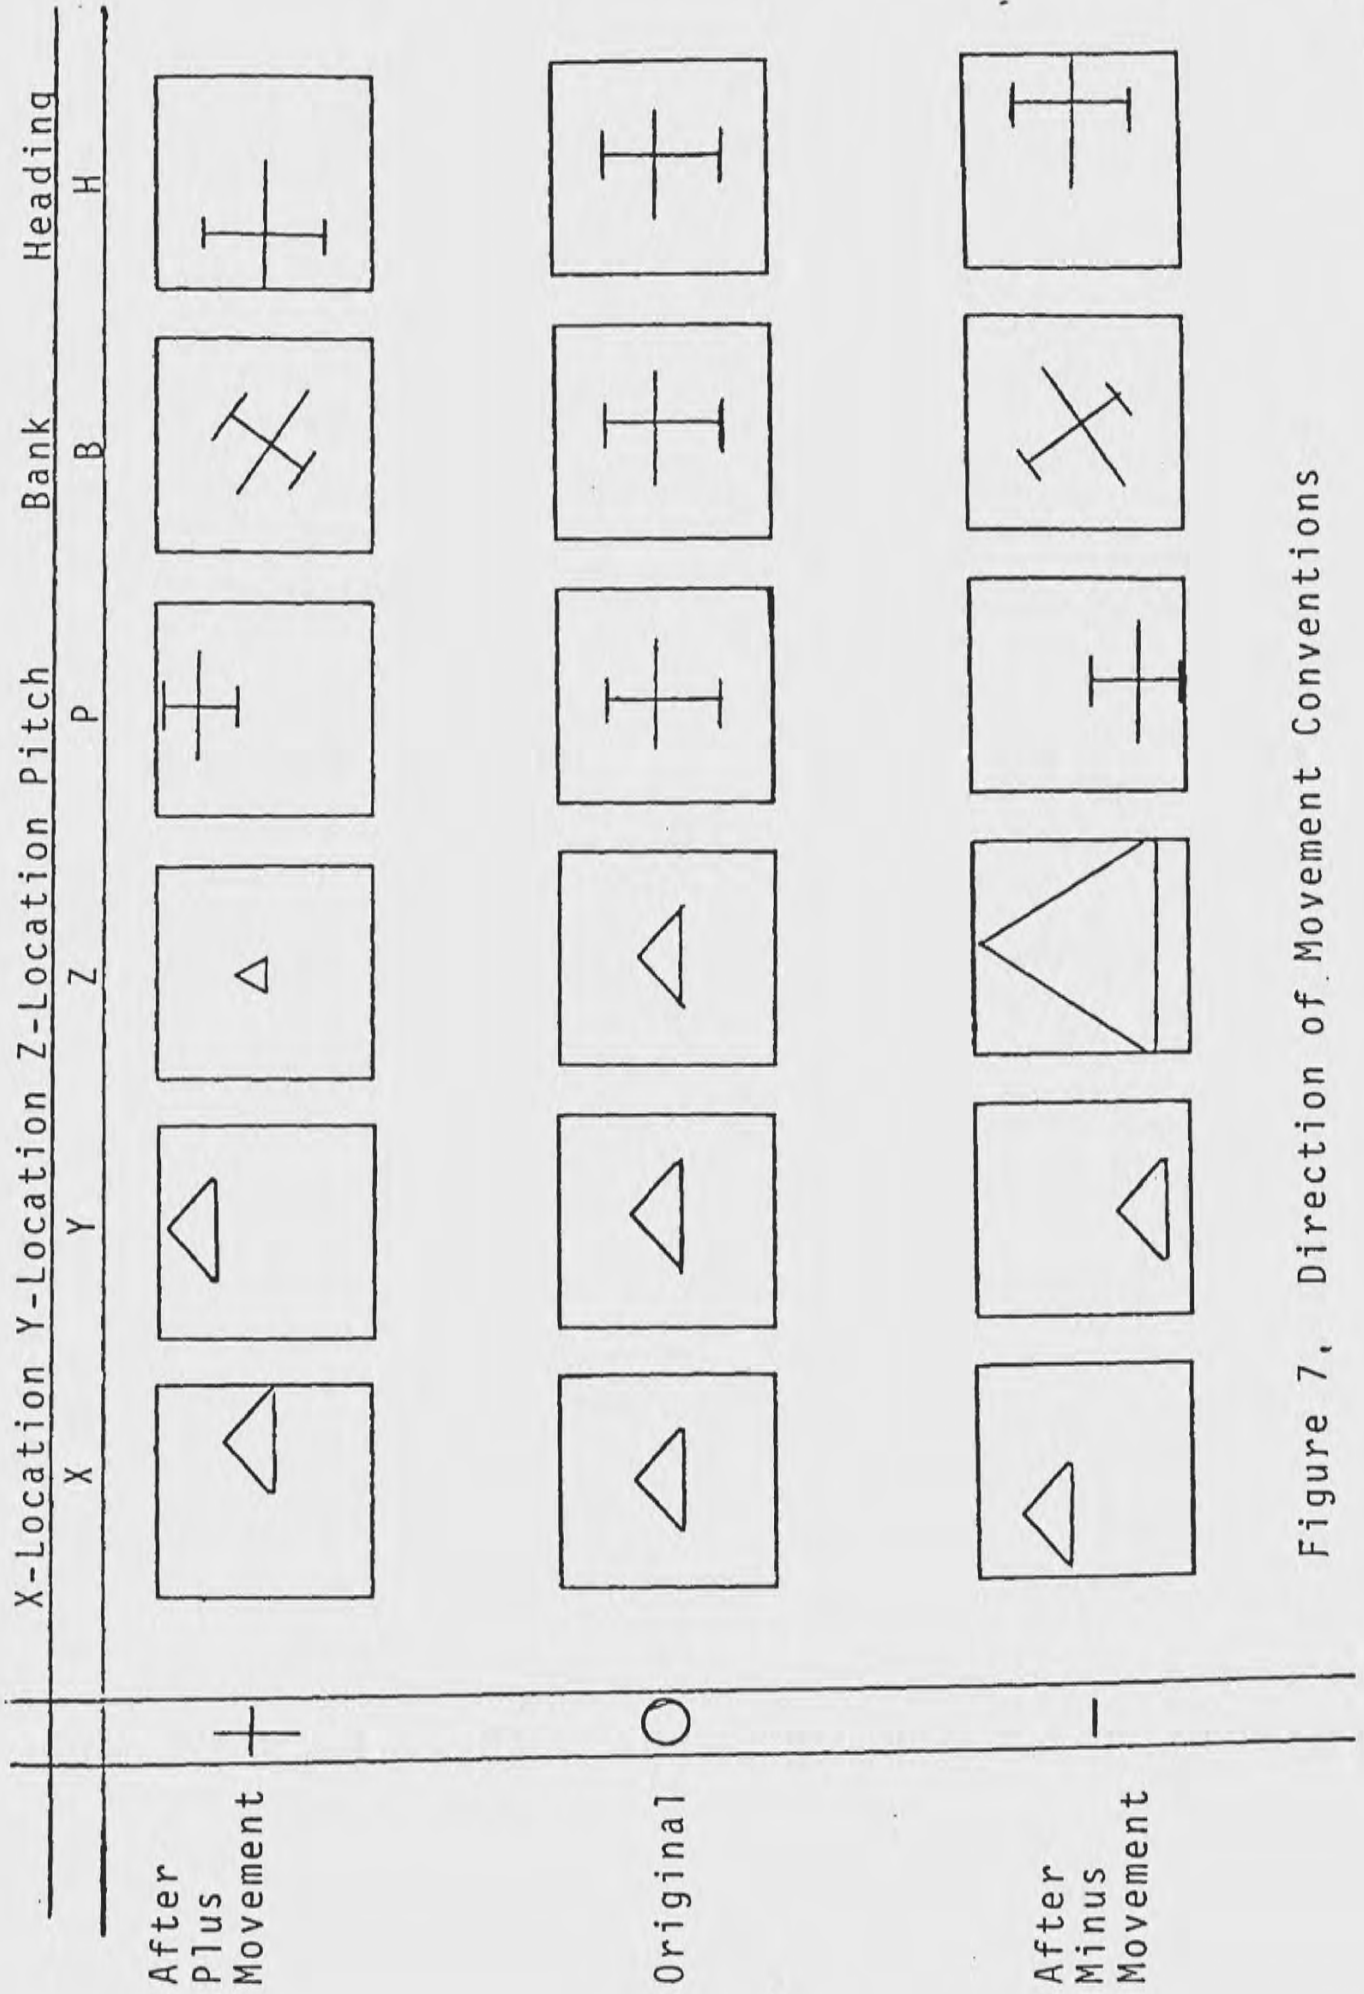 X-Location Y-Location Z-Location Pitch Bank Heading
X Y Z P B H
After
Plus
Movement
+
Original
O
After
Minus
Movement
-
Figure 7. Direction of Movement Conventions